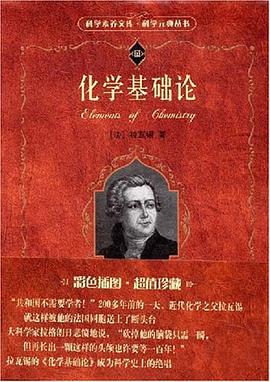 科学素养文库·科学元典丛书
化学基础论
Elements of Chemistry
[法] 拉瓦锡 著
彩色插图·超值珍藏
“共和国不需要学者！”200多年前的一天，近代化学之父拉瓦锡
就这样被他的法国同胞送上了断头台
大科学家拉格朗日悲愤地说，“砍掉他的脑袋只需一瞬，
但再长出一颗这样的头颅也许要等一百年！”
拉瓦锡的《化学基础论》成为科学史上的绝唱